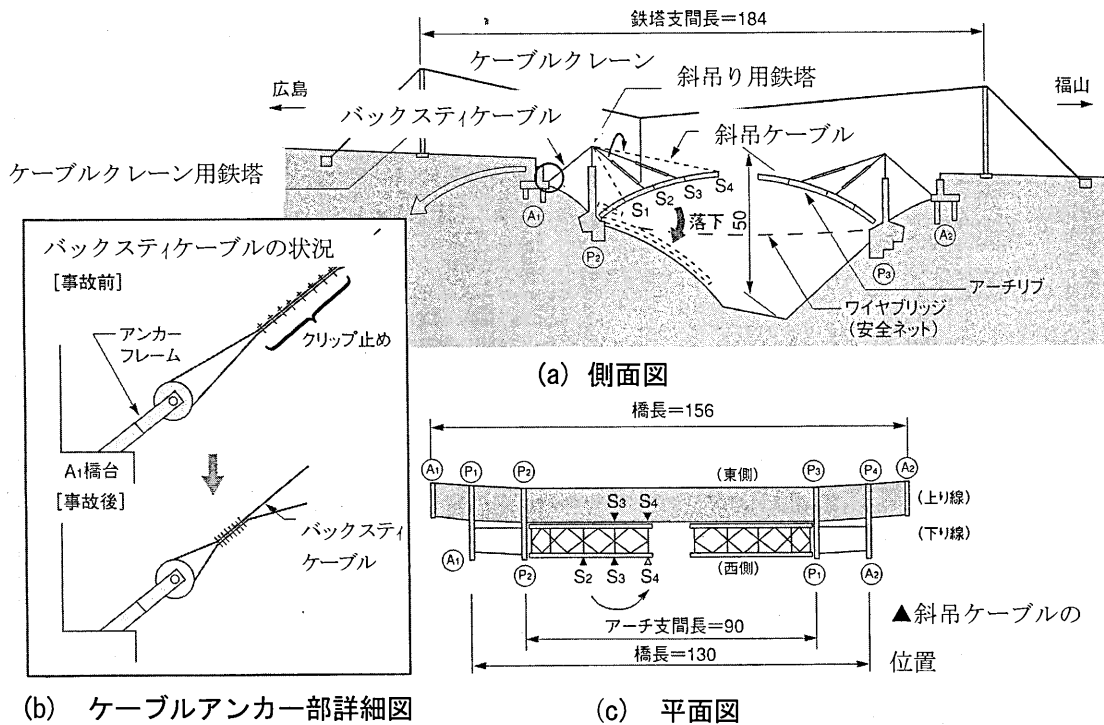 鉄塔支間長=184
ケーブルクレーン
広島
斜吊り用鉄塔
福山
バックスティケーブル
斜吊ケーブル
ケーブルクレーン用鉄塔
A1
S1
S2
S3
S4
落下
50
A2
P2
P3
アーチリブ
ワイヤブリッジ
(安全ネット)
(a) 側面図
バックスティケーブルの状況
[事故前]
アンカー
フレーム
クリップ止め
A1橋台
[事故後]
バックスティ
ケーブル
(b) ケーブルアンカー部詳細図
橋長=156
A1
P1
P2
P3
P4
A2
(東側)
(上り線)
S3
S4
(下り線)
A1
P2
(西側)
P1
A2
S2
S3
S4
アーチ支間長=90
橋長=130
▲斜吊ケーブルの
位置
(c) 平面図